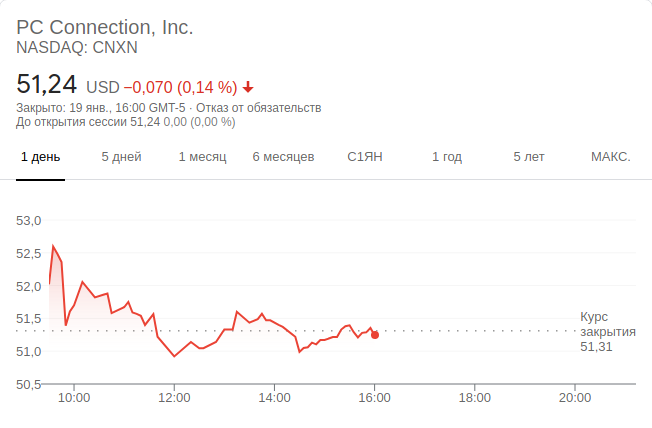 PC Connection, Inc.
NASDAQ: CNXN
51,24 USD −0,070 (0,14 %)
Закрыто: 19 янв., 16:00 GMT-5 · Отказ от обязательств
До открытия сессии 51,24 0,00 (0,00 %)
1 день 5 дней 1 месяц 6 месяцев С1ЯН 1 год 5 лет МАКС.
53,0
52,5
52,0
51,5
51,0
50,5
Курс
закрытия
51,31
10:00 12:00 14:00 16:00 18:00 20:00